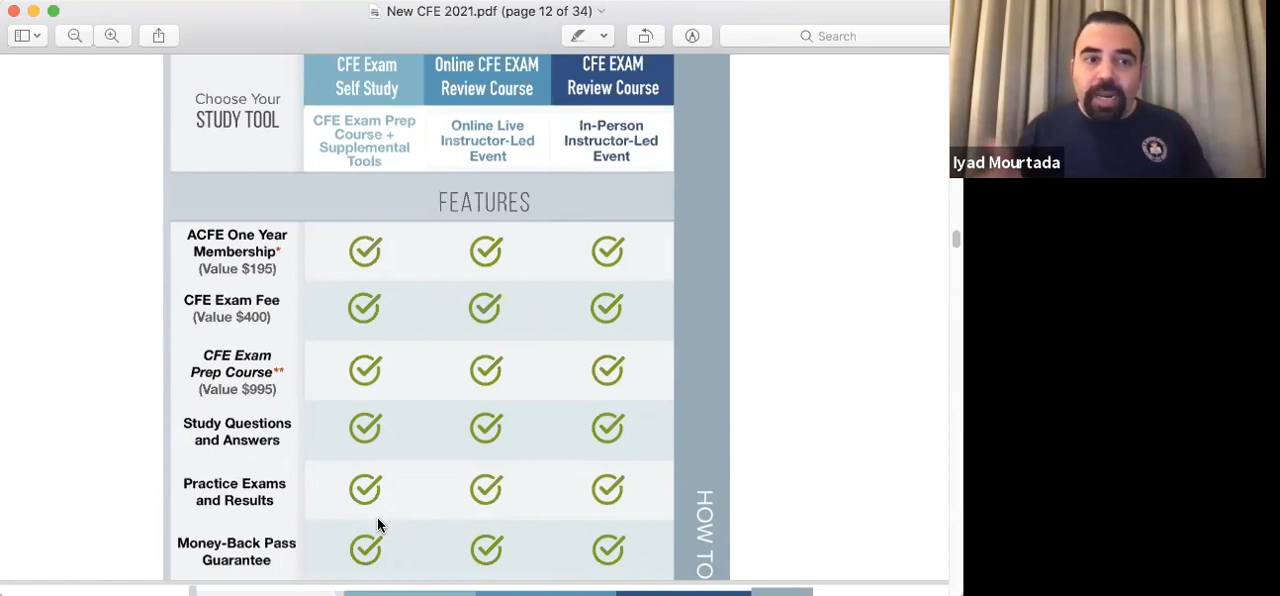 New CFE 2021.pdf (page 12 of 34)
Search
Iyad Mourtada
Choose Your
STUDY TOOL
CFE Exam
Self Study
Online CFE EXAM
Review Course
CFE EXAM
Review Course
CFE Exam Prep
Course +
Supplemental
Tools
Online Live
Instructor-Led
Event
In-Person
Instructor-Led
Event
FEATURES
ACFE One Year
Membership*
(Value $195)
CFE Exam Fee
(Value $400)
CFE Exam
Prep Course**
(Value $995)
Study Questions
and Answers
Practice Exams
and Results
Money-Back Pass
Guarantee
HOW TO